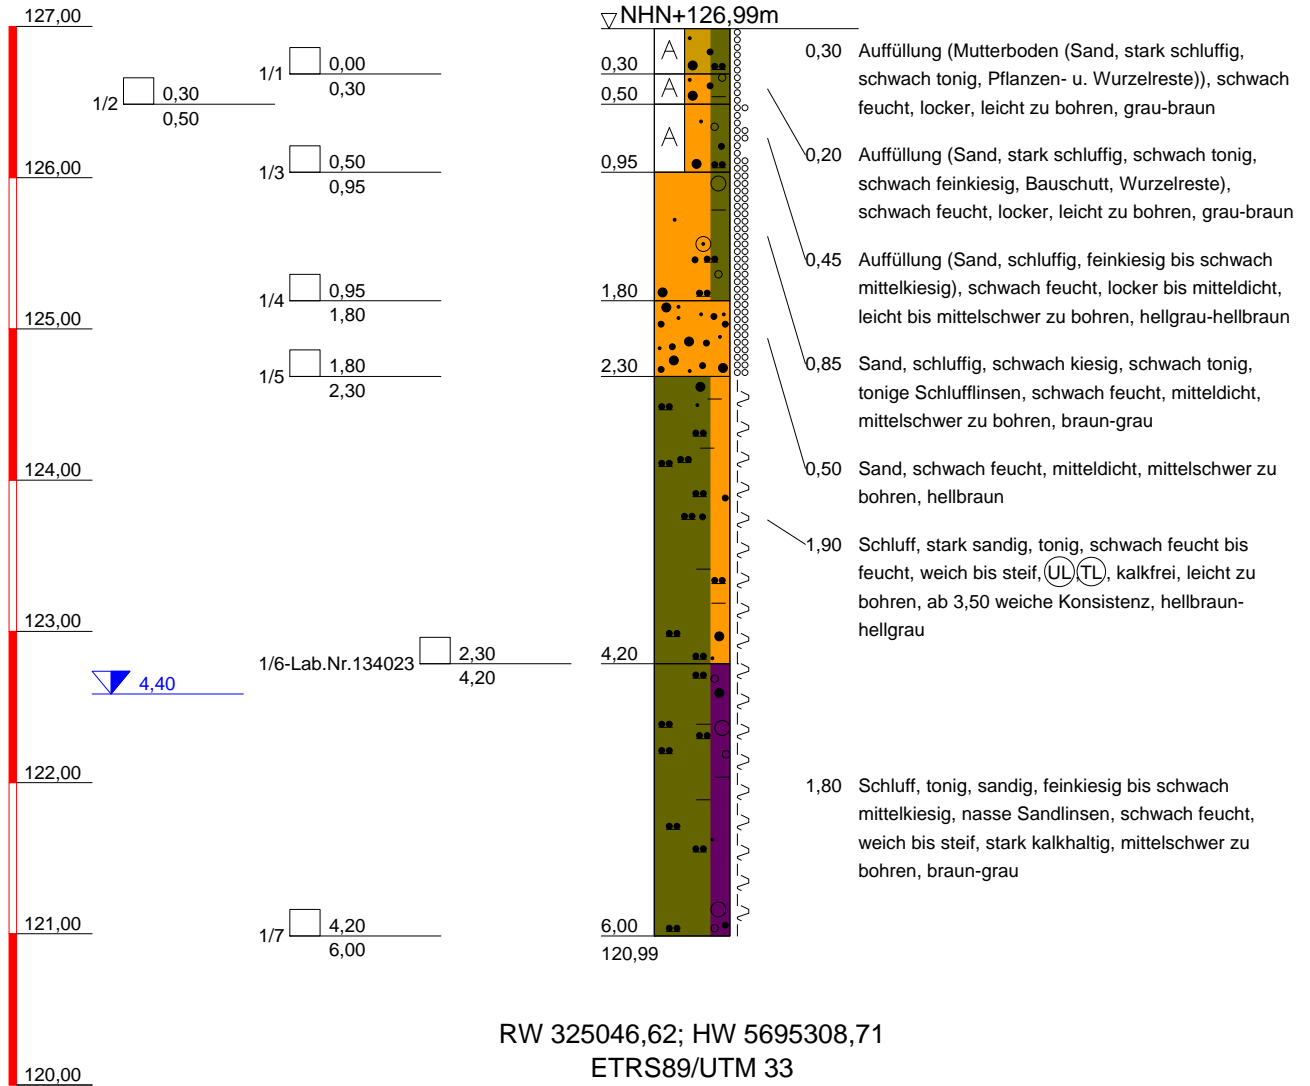 127,00
NHN+126,99m
1/1
0,00
0,30
A
0,30
0,30 Auffüllung (Mutterboden (Sand, stark schluffig,
schwach tonig, Pflanzen- u. Wurzelreste)), schwach
feucht, locker, leicht zu bohren, grau-braun
1/2
0,30
0,50
A
0,50
0,20 Auffüllung (Sand, stark schluffig, schwach tonig,
schwach feinkiesig, Bauschutt, Wurzelreste),
schwach feucht, locker, leicht zu bohren, grau-braun
1/3
0,50
0,95
A
0,95
126,00
0,45 Auffüllung (Sand, schluffig, feinkiesig bis schwach
mittelkiesig), schwach feucht, locker bis mitteldicht,
leicht bis mittelschwer zu bohren, hellgrau-hellbraun
1/4
0,95
1,80
1,80
125,00
0,85 Sand, schluffig, schwach kiesig, schwach tonig,
tonige Schlufflinsen, schwach feucht, mitteldicht,
mittelschwer zu bohren, braun-grau
1/5
1,80
2,30
2,30
124,00
0,50 Sand, schwach feucht, mitteldicht, mittelschwer zu
bohren, hellbraun
1,90 Schluff, stark sandig, tonig, schwach feucht bis
feucht, weich bis steif, UL, TL, kalkfrei, leicht zu
bohren, ab 3,50 weiche Konsistenz, hellbraun-
hellgrau
123,00
1/6-Lab.Nr.134023
2,30
4,20
4,20
4,40
122,00
1,80 Schluff, tonig, sandig, feinkiesig bis schwach
mittelkiesig, nasse Sandlinsen, schwach feucht,
weich bis steif, stark kalkhaltig, mittelschwer zu
bohren, braun-grau
121,00
1/7
4,20
6,00
6,00
120,99
RW 325046,62; HW 5695308,71
ETRS89/UTM 33
120,00